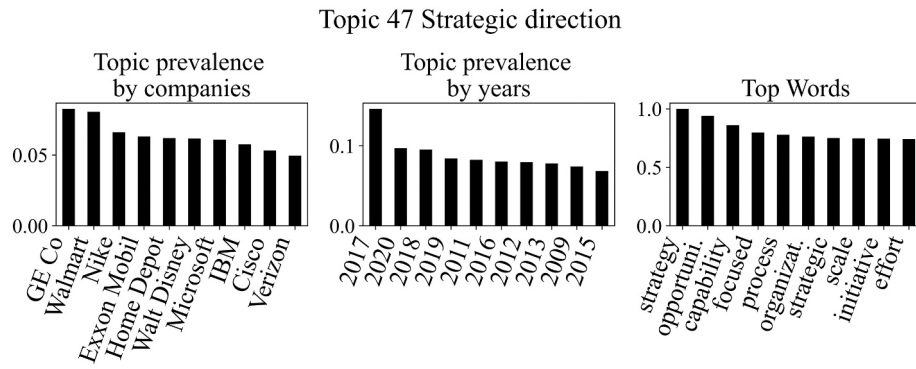 Topic 47 Strategic direction
Topic prevalence
by companies
0.05
0.00
GE Co
Walmart
Nike
Exxon Mobil
Home Depot
Walt Disney
Microsoft
IBM
Cisco
Verizon
Topic prevalence
by years
0.1
0.0
2017
2020
2018
2019
2011
2016
2012
2013
2009
2015
Top Words
1.0
0.5
0.0
strategy
opportuni.
capability
focused
process
organizat.
strategic
scale
initiative
effort